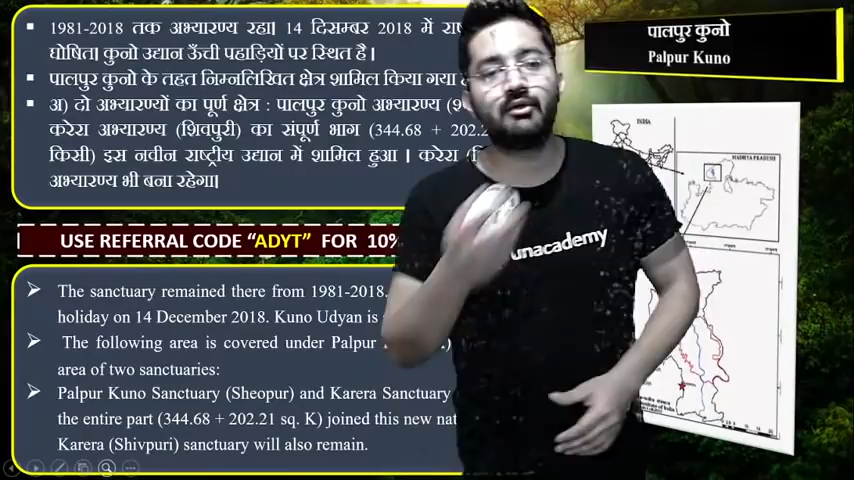 1981-2018 तक अभ्यारण्य रहा। 14 दिसम्बर 2018 में
घोषित। कुनो उद्यान ऊँची पहाड़ियों पर स्थित है।
पालपुर कुनो के तहत निम्नलिखित क्षेत्र शामिल किया गया
अ) दो अभ्यारण्यों का पूर्ण क्षेत्र : पालपुर कुनो अभ्यारण्य
करेरा अभ्यारण्य (शिवपुरी) का संपूर्ण भाग (344.68 + 202.2
किसी) इस नवीन राष्ट्रीय उद्यान में शामिल हुआ । करेरा
अभ्यारण्य भी बना रहेगा।
पालपुर कुनो
Palpur Kuno
INDIA
MADHYA PRADESH
USE REFERRAL CODE “ADYT” FOR 10%
unacademy
The sanctuary remained there from 1981-2018.
holiday on 14 December 2018. Kuno Udyan is
The following area is covered under Palpur
area of two sanctuaries:
Palpur Kuno Sanctuary (Sheopur) and Karera Sanctuary
the entire part (344.68 + 202.21 sq. K) joined this new
Karera (Shivpuri) sanctuary will also remain.